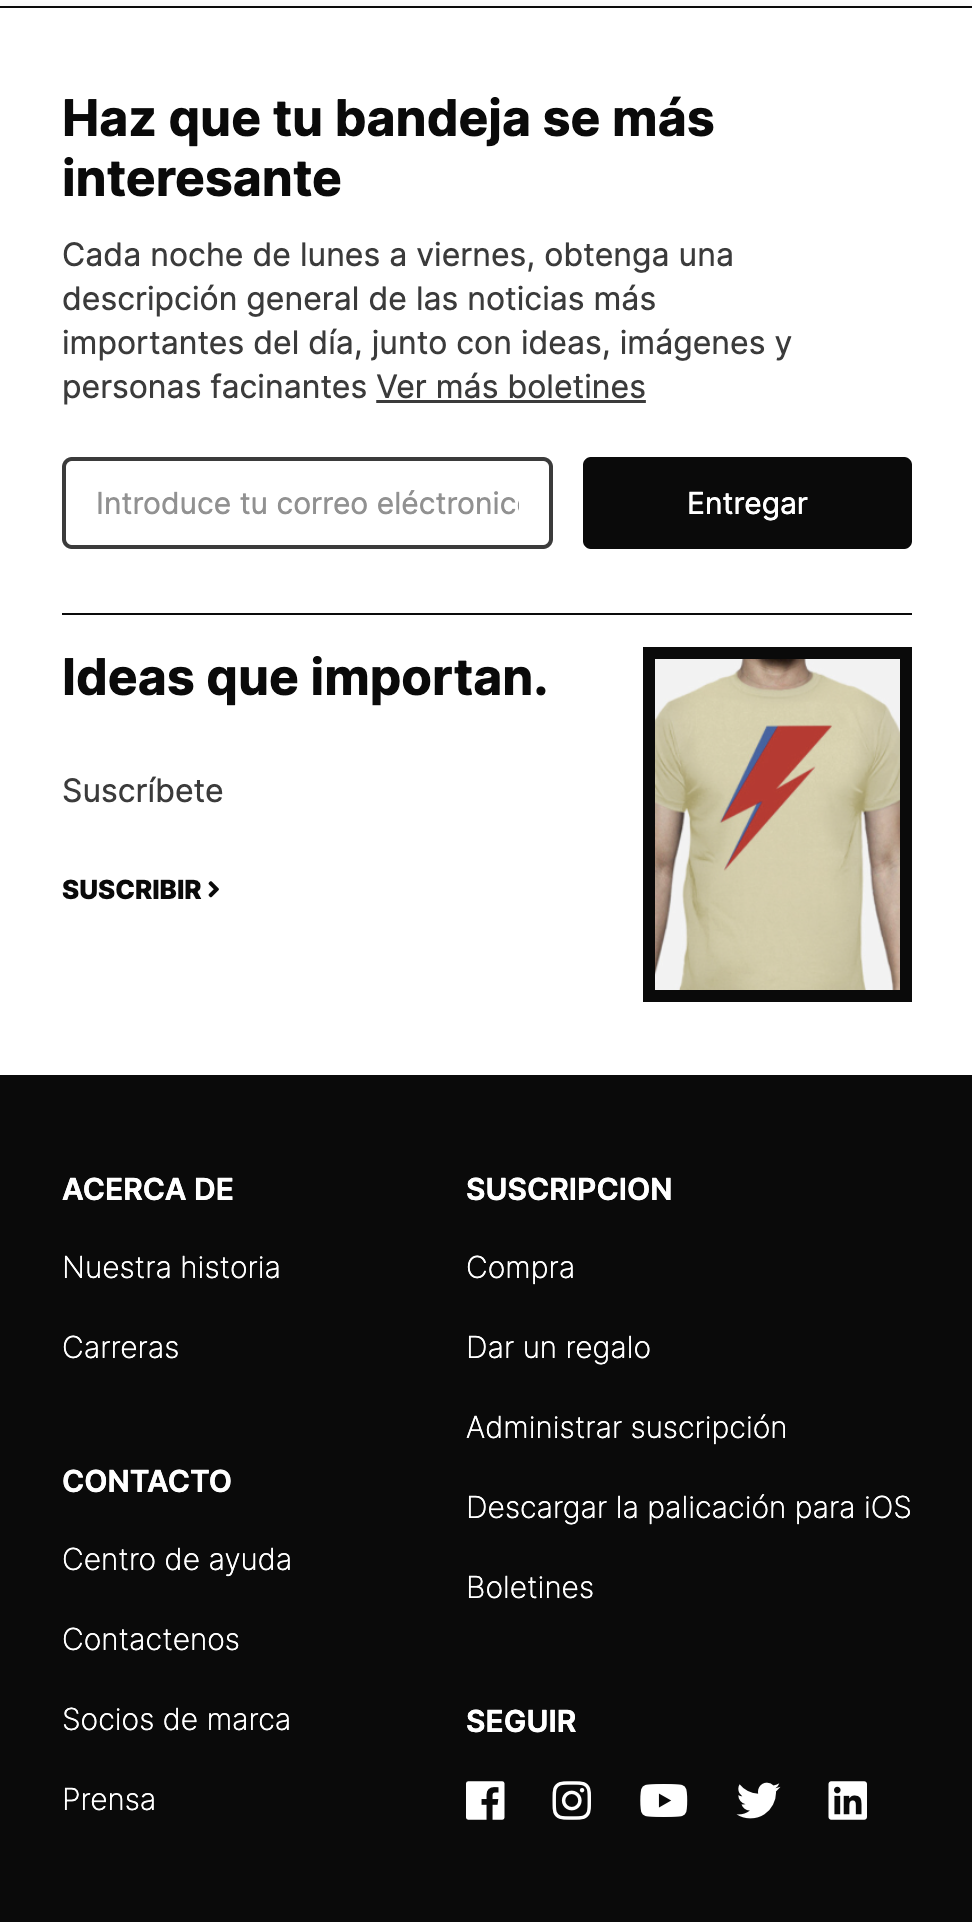 Haz que tu bandeja se más
interesante
Cada noche de lunes a viernes, obtenga una
descripción general de las noticias más
importantes del día, junto con ideas, imágenes y
personas facinantes Ver más boletines
Introduce tu correo eléctronic
Entregar
Ideas que importan.
Suscríbete
SUSCRIBIR >
ACERCA DE
Nuestra historia
Carreras
CONTACTO
Centro de ayuda
Contactenos
Socios de marca
Prensa
SUSCRIPCION
Compra
Dar un regalo
Administrar suscripción
Descargar la palicación para iOS
Boletines
SEGUIR